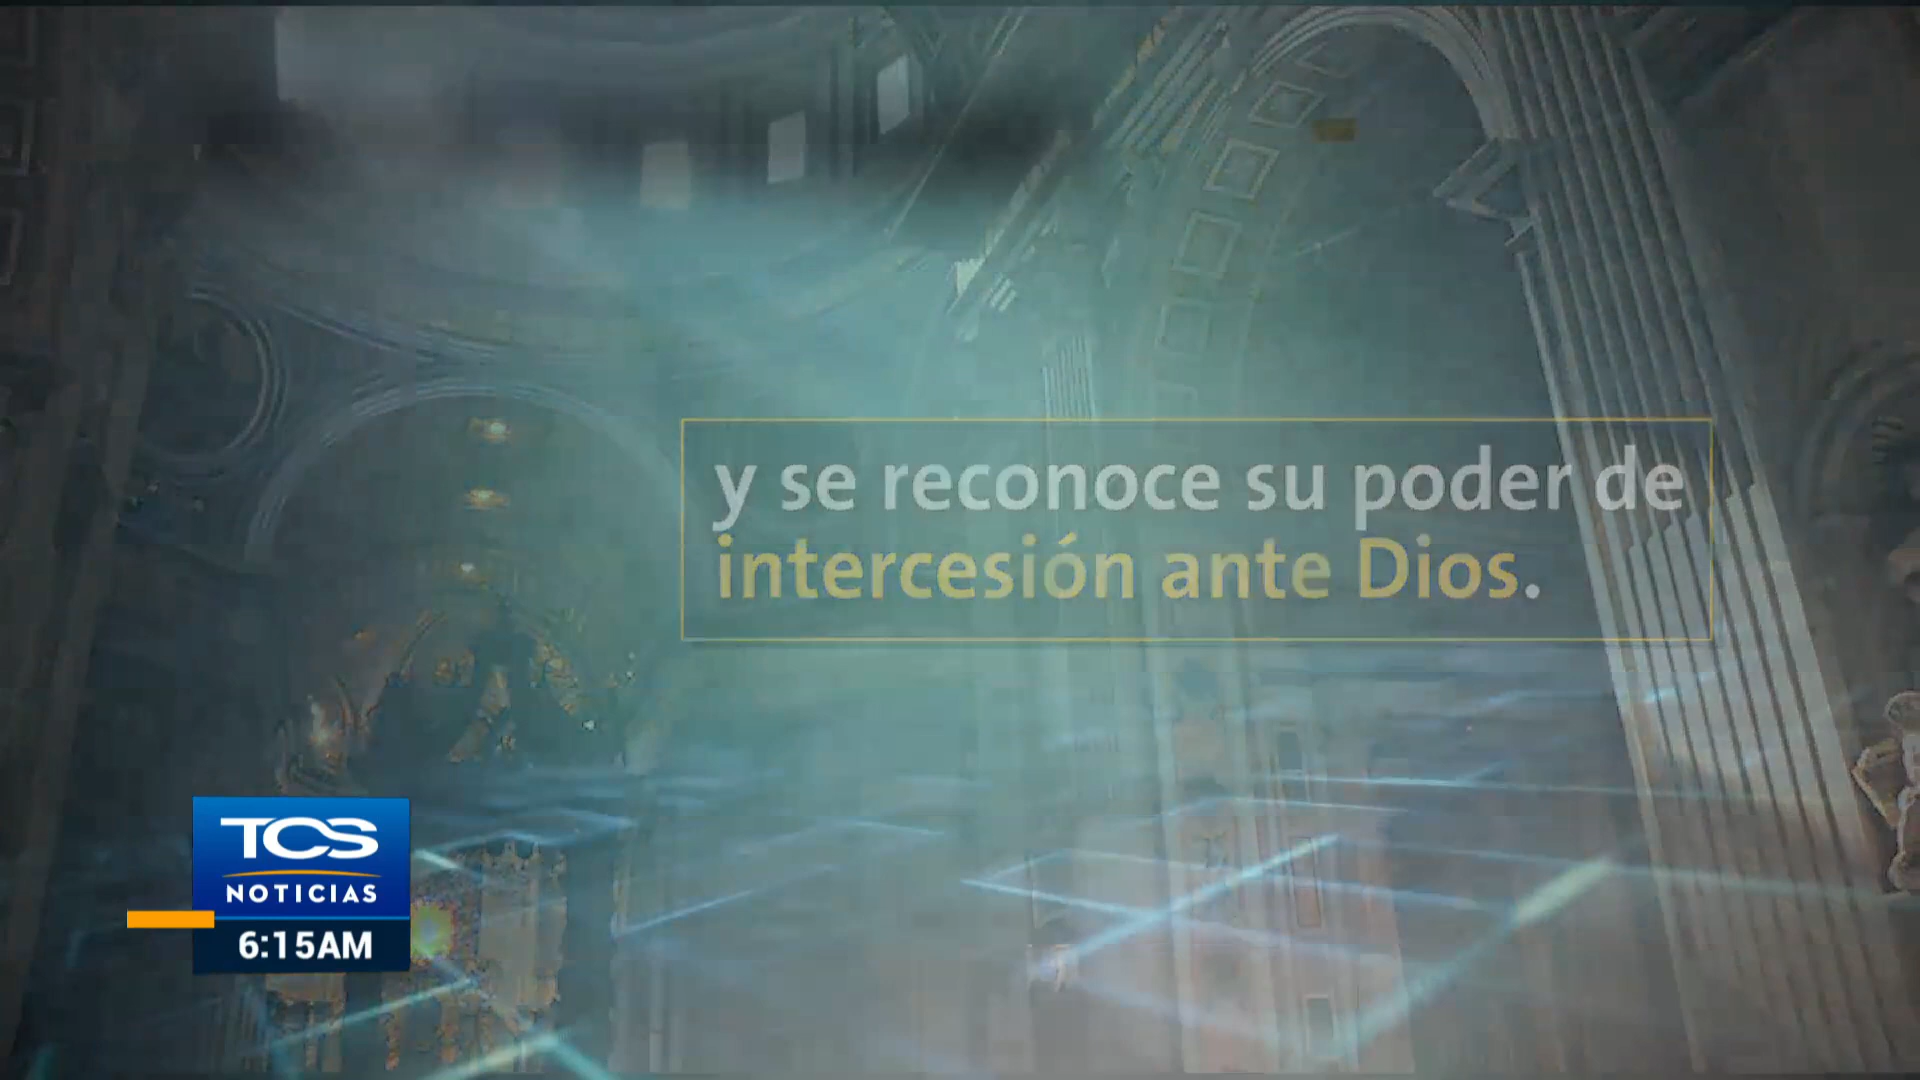 y se reconoce su poder de
intercesión ante Dios.
TCS
NOTICIAS
6:15AM